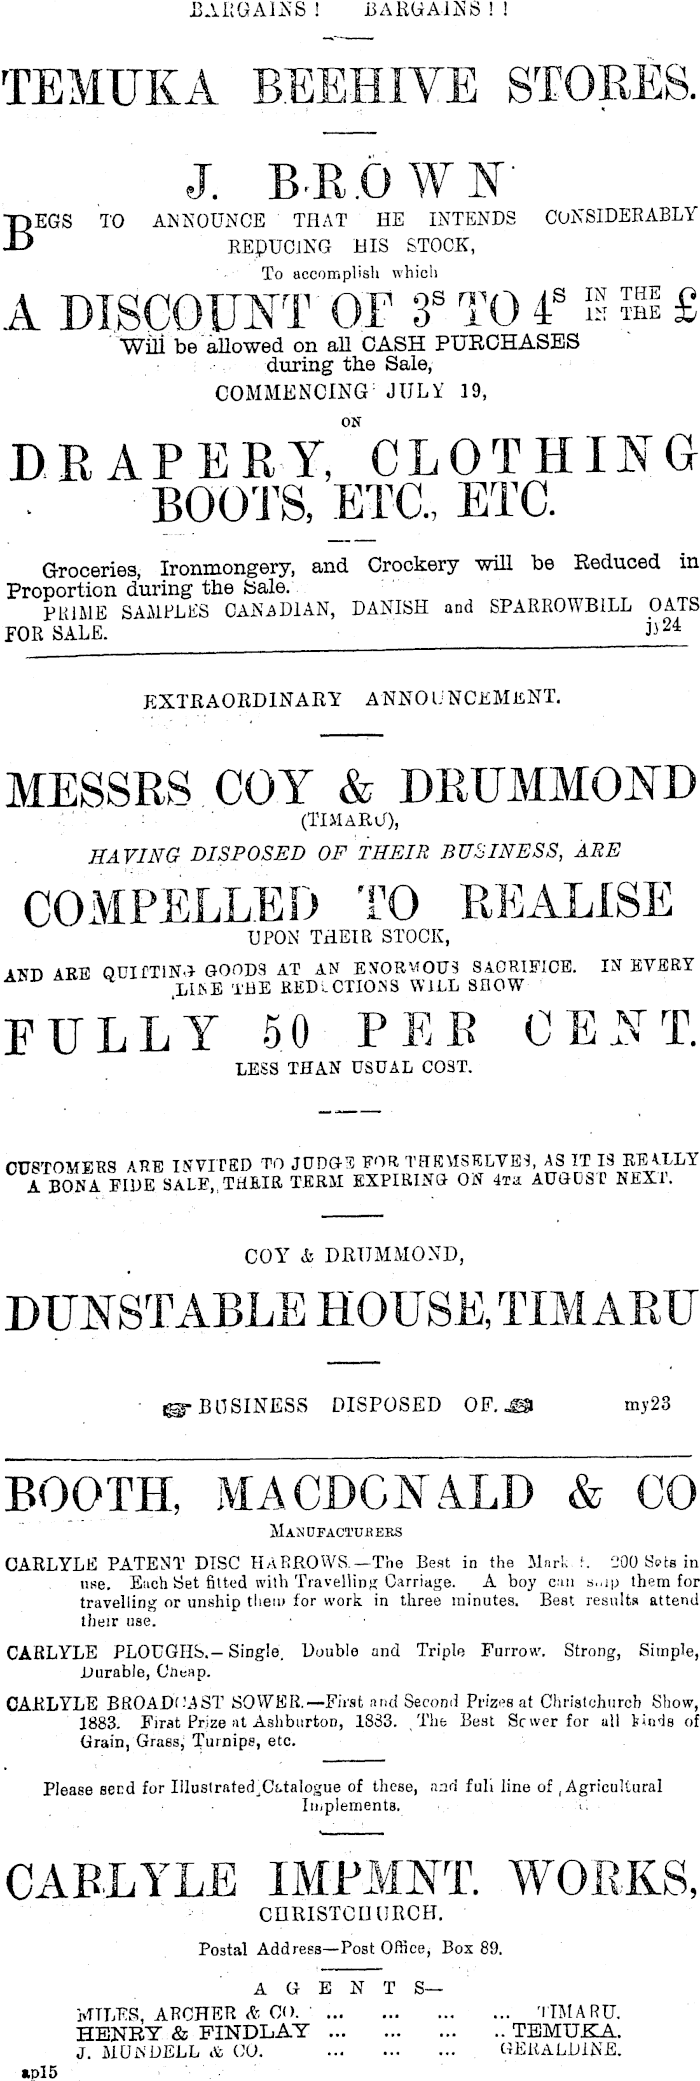 BARGAINS! BARGAINS!!
TEMUKA BEEHIVE STORES.
J. BROWN
BEGS TO ANNOUNCE THAT HE INTENDS CONSIDERABLY
REDUCING HIS STOCK,
To accomplish which
A DISCOUNT OF 3S TO 4S IN THE IN THE £
Will be allowed on all CASH PURCHASES
during the Sale,
COMMENCING JULY 19,
ON
DRAPERY, CLOTHING
BOOTS, ETC., ETC.
Groceries, Ironmongery, and Crockery will be Reduced in
Proportion during the Sale.
PRIME SAMPLES CANADIAN, DANISH and SPARROWBILL OATS
FOR SALE. jy24
EXTRAORDINARY ANNOUNCEMENT.
MESSRS COY & DRUMMOND
(TIMARU),
HAVING DISPOSED OF THEIR BUSINESS, ARE
COMPELLED TO REALISE
UPON THEIR STOCK,
AND ARE QUITTING GOODS AT AN ENORMOUS SACRIFICE. IN EVERY
LINE THE REDUCTIONS WILL SHOW
FULLY 50 PER CENT.
LESS THAN USUAL COST.
CUSTOMERS ARE INVITED TO JUDGE FOR THEMSELVES, AS IT IS REALLY
A BONA FIDE SALE, THEIR TERM EXPIRING ON 4TH AUGUST NEXT.
COY & DRUMMOND,
DUNSTABLE HOUSE, TIMARU
☞ BUSINESS DISPOSED OF. ☜ my23
BOOTH, MACDONALD & CO
MANUFACTURERS
CARLYLE PATENT DISC HARROWS.—The Best in the Market. 200 Sets in
use. Each Set fitted with Travelling Carriage. A boy can ship them for
travelling or unship them for work in three minutes. Best results attend
their use.
CARLYLE PLOUGHS.—Single, Double and Triple Furrow. Strong, Simple,
Durable, Cheap.
CARLYLE BROADCAST SOWER.—First and Second Prizes at Christchurch Show,
1883. First Prize at Ashburton, 1883. The Best Sower for all kinds of
Grain, Grass, Turnips, etc.
Please send for Illustrated Catalogue of these, and full line of Agricultural
Implements.
CARLYLE IMPMNT. WORKS,
CHRISTCHURCH.
Postal Address—Post Office, Box 89.
AGENTS—
MILES, ARCHER & CO. ... ... ... ... TIMARU.
HENRY & FINDLAY ... ... ... .. TEMUKA.
J. MUNDELL & CO. ... ... ... GERALDINE.
ap15